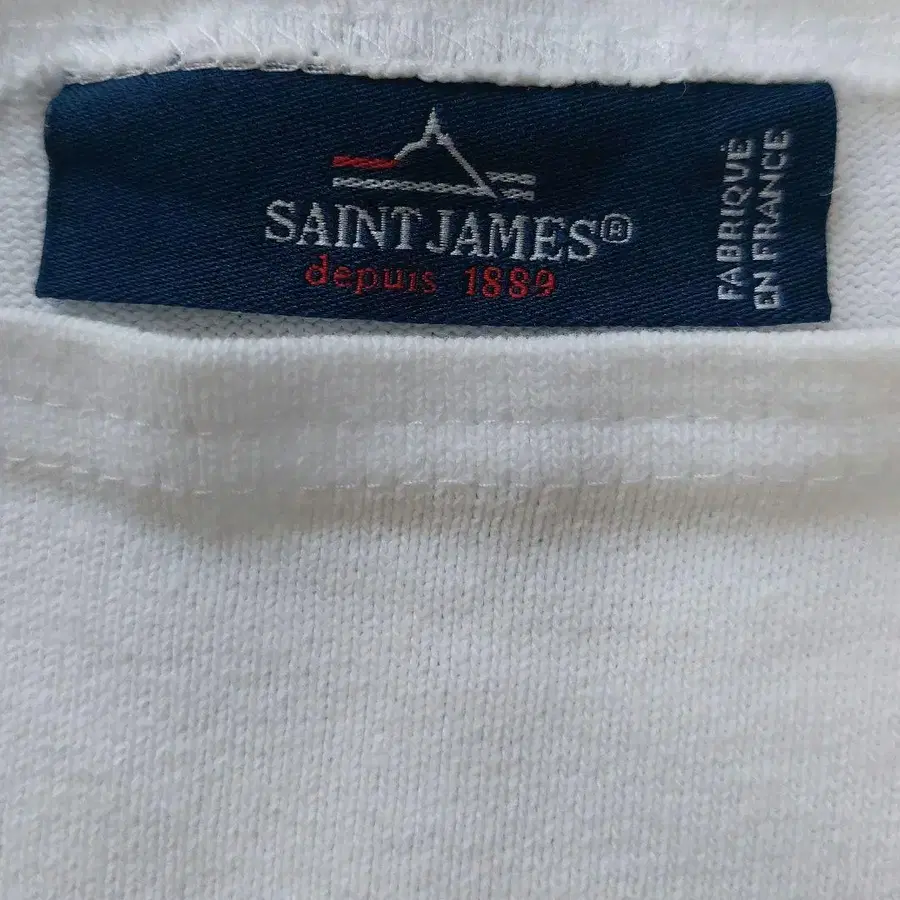 SAINT JAMES®
depuis 1889
FABRIQUÉ
EN FRANCE